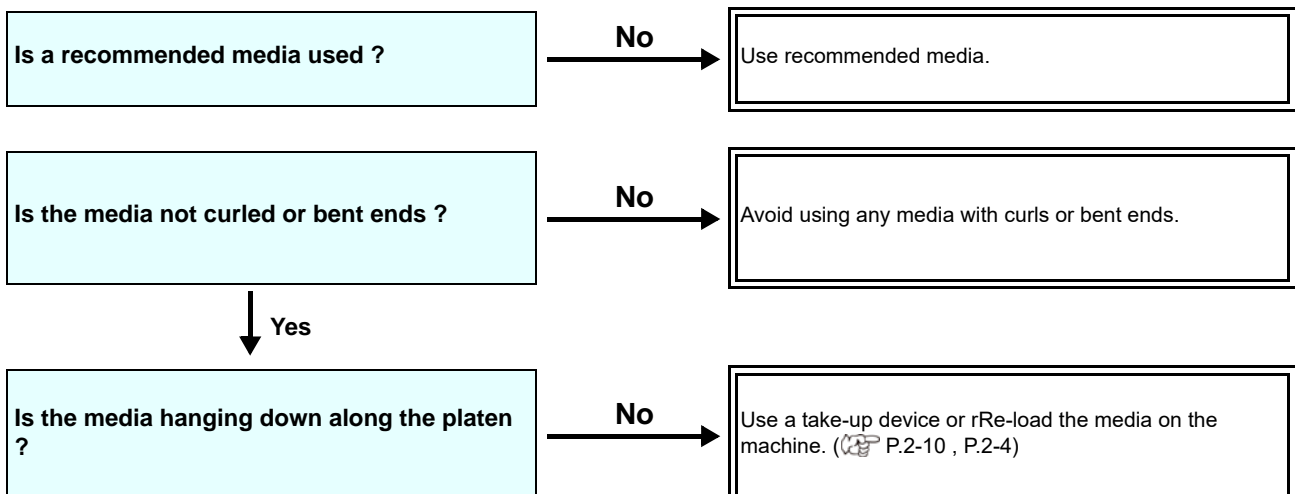 Is a recommended media used ?
No
Use recommended media.
Is the media not curled or bent ends ?
No
Avoid using any media with curls or bent ends.
Yes
Is the media hanging down along the platen
?
No
Use a take-up device or rRe-load the media on the
machine. ( P.2-10 , P.2-4)